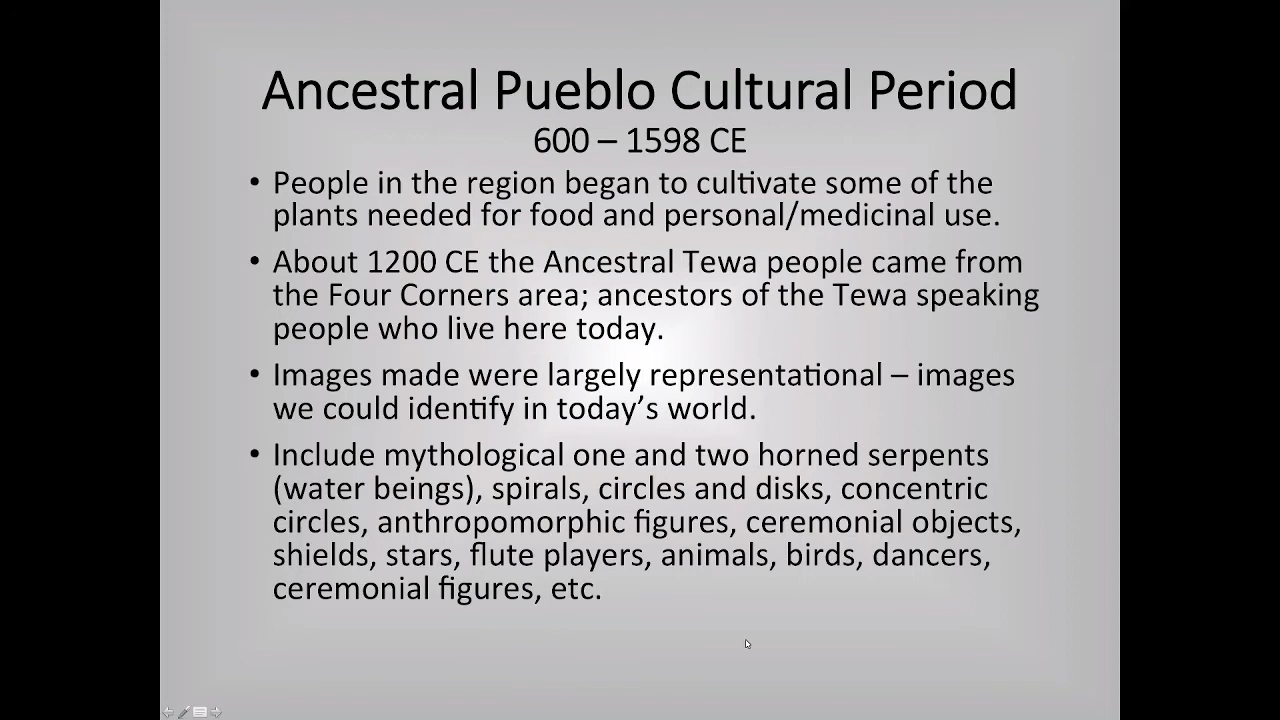 Ancestral Pueblo Cultural Period
600 – 1598 CE
• People in the region began to cultivate some of the
plants needed for food and personal/medicinal use.
• About 1200 CE the Ancestral Tewa people came from
the Four Corners area; ancestors of the Tewa speaking
people who live here today.
• Images made were largely representational – images
we could identify in today’s world.
• Include mythological one and two horned serpents
(water beings), spirals, circles and disks, concentric
circles, anthropomorphic figures, ceremonial objects,
shields, stars, flute players, animals, birds, dancers,
ceremonial figures, etc.